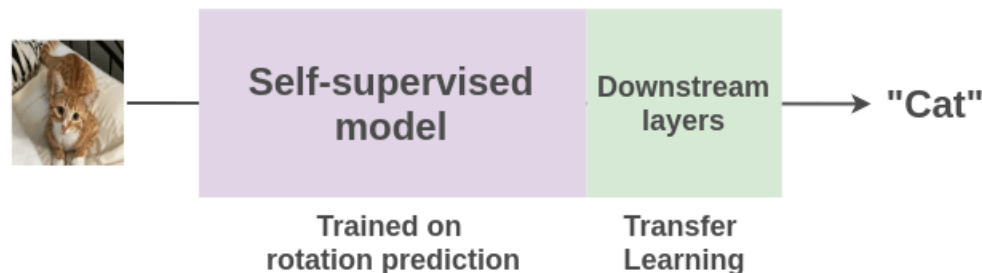 Self-supervised
model
Downstream
layers
"Cat"
Trained on
rotation prediction
Transfer
Learning